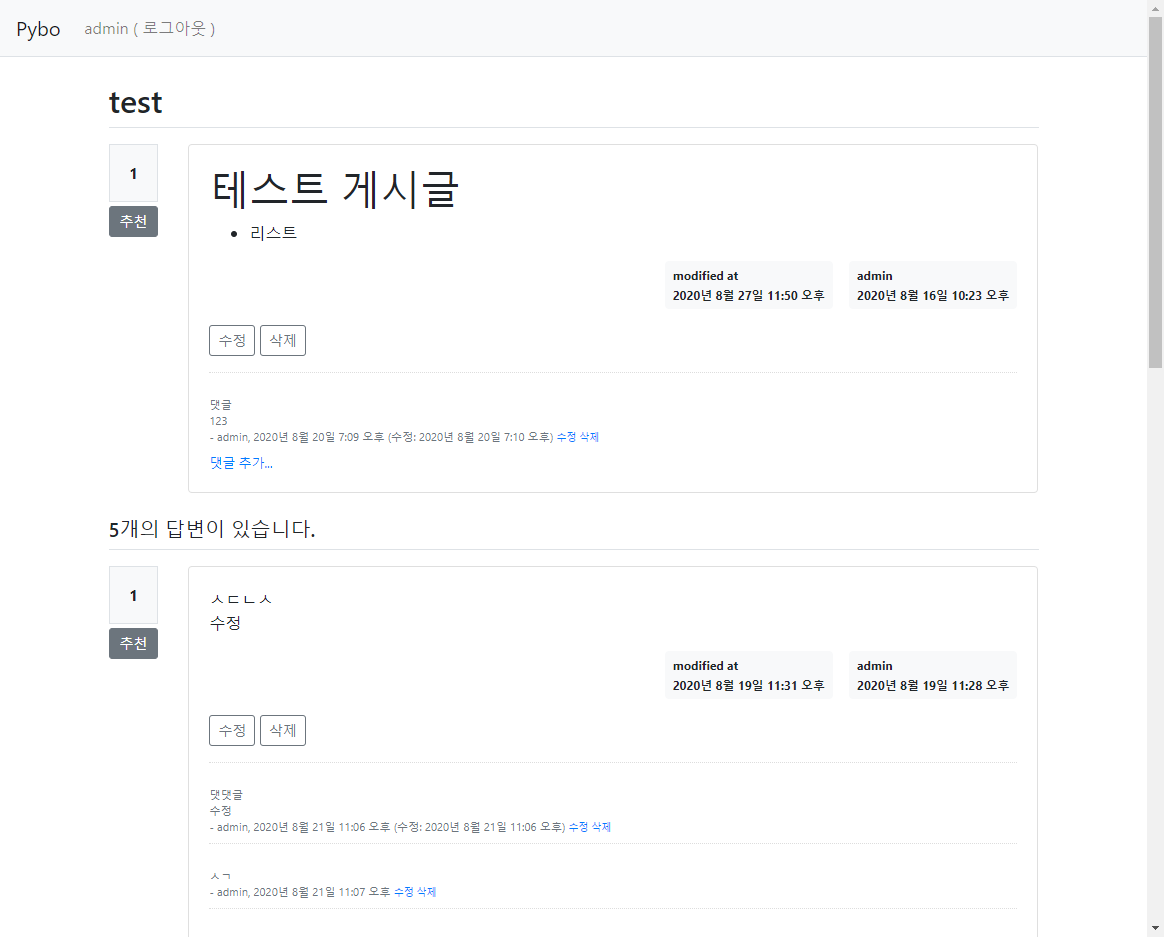 Pybo admin ( 로그아웃 )
test
1
추천
테스트 게시글
리스트
modified at
2020년 8월 27일 11:50 오후
admin
2020년 8월 16일 10:23 오후
수정 삭제
댓글
123
- admin, 2020년 8월 20일 7:09 오후 (수정: 2020년 8월 20일 7:10 오후) 수정 삭제
댓글 추가...
5개의 답변이 있습니다.
1
추천
ㅅㄷㄴㅅ
수정
modified at
2020년 8월 19일 11:31 오후
admin
2020년 8월 19일 11:28 오후
수정 삭제
댓댓글
수정
- admin, 2020년 8월 21일 11:06 오후 (수정: 2020년 8월 21일 11:06 오후) 수정 삭제
ㅅㄱ
- admin, 2020년 8월 21일 11:07 오후 수정 삭제